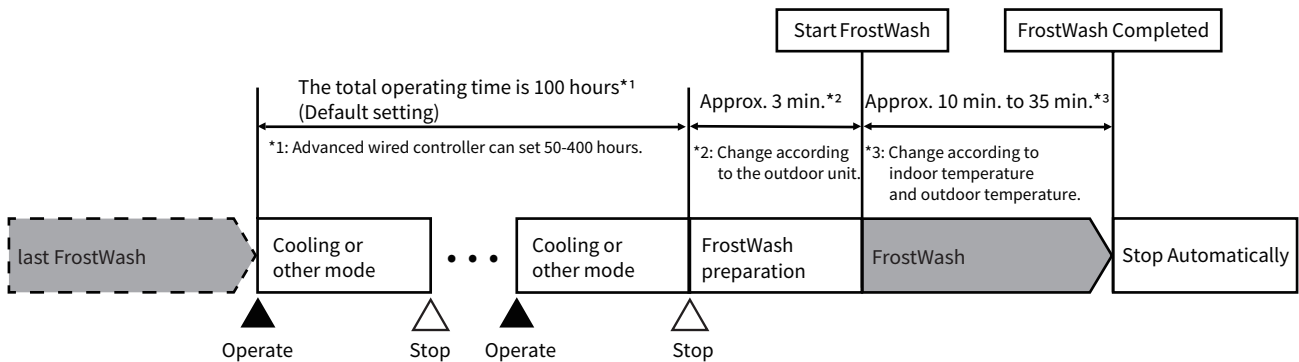 Start FrostWash
FrostWash Completed
The total operating time is 100 hours*1
(Default setting)
Approx. 3 min.*2
Approx. 10 min. to 35 min.*3
*1: Advanced wired controller can set 50-400 hours.
*2: Change according
to the outdoor unit.
*3: Change according to
indoor temperature
and outdoor temperature.
last FrostWash
Cooling or
other mode
• • •
Cooling or
other mode
FrostWash
preparation
FrostWash
Stop Automatically
Operate
Stop
Operate
Stop